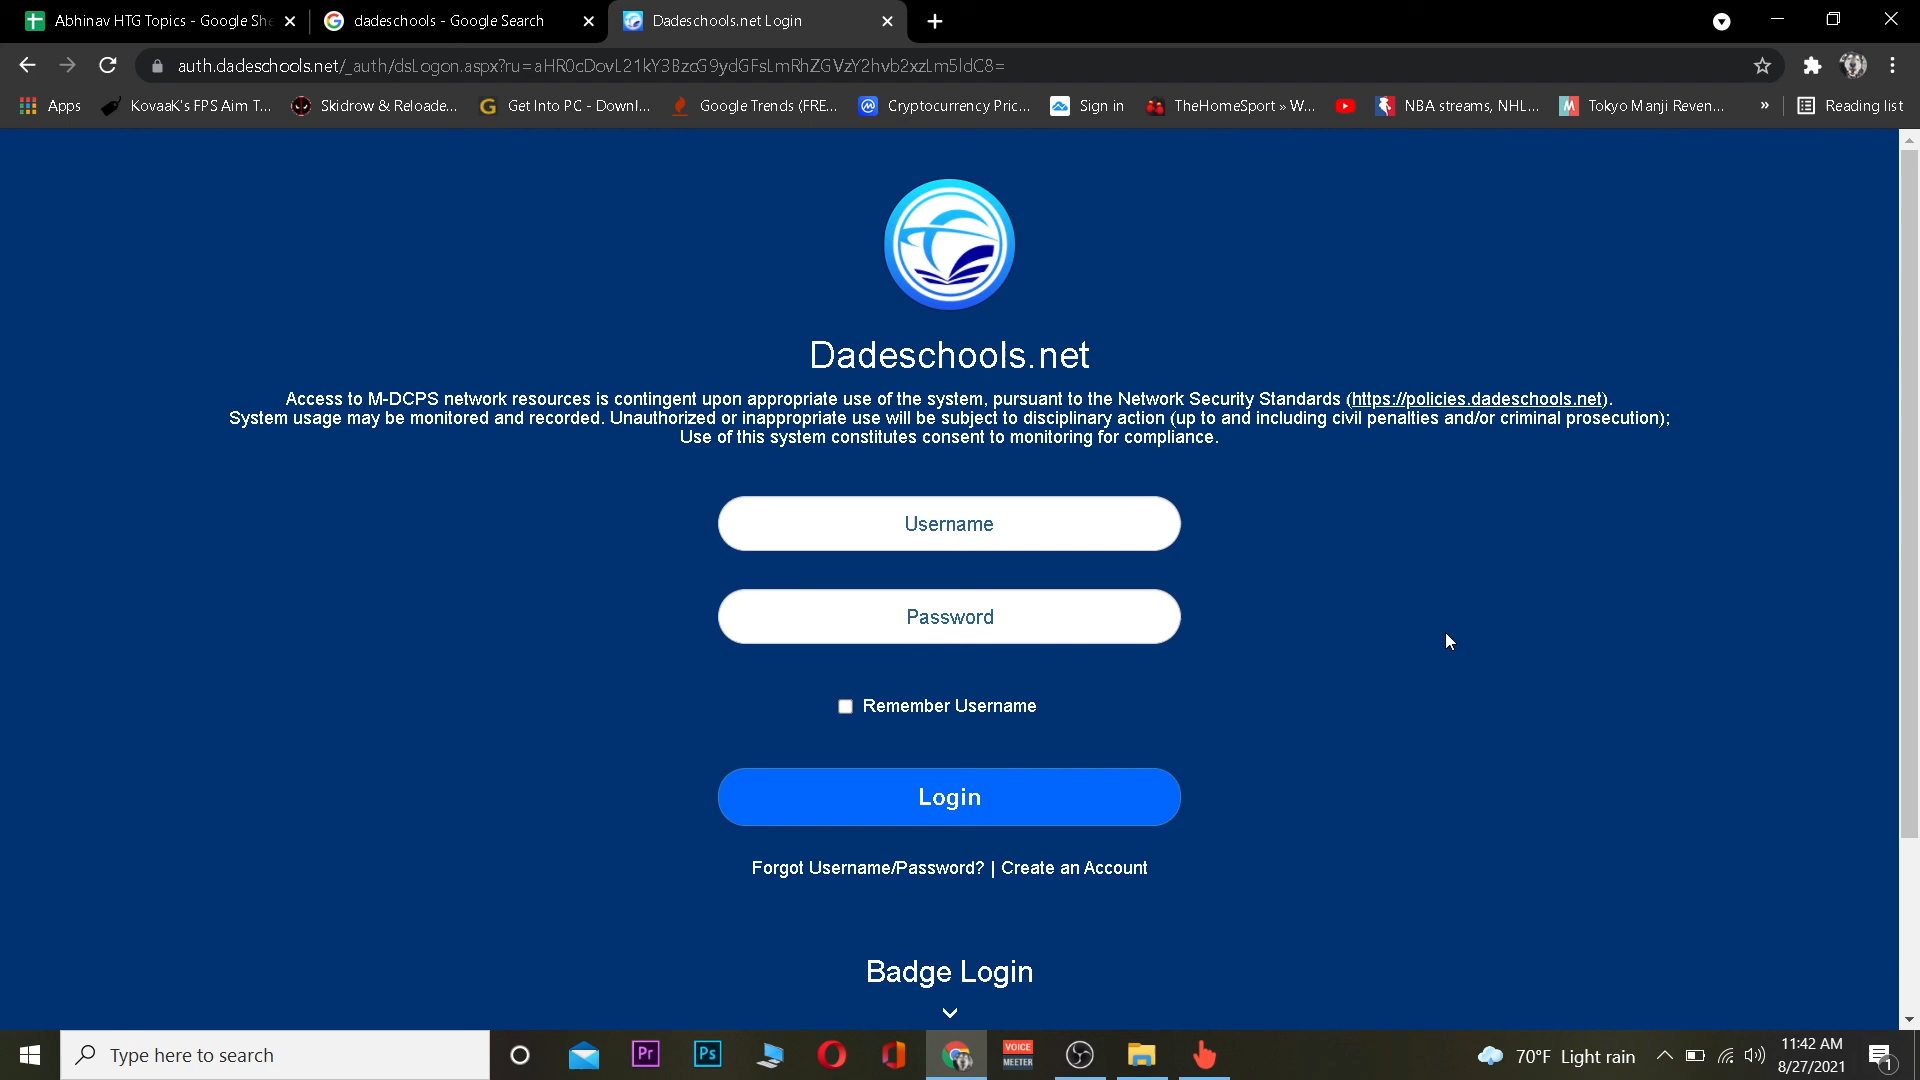 Abhinav HTG Topics - Google She
dadeschools - Google Search
Dadeschools.net Login
auth.dadeschools.net/_auth/dsLogon.aspx?ru=aHR0cDovL21kY3BzcG9ydGFsLmRhZGVzY2hvb2xzLm5ldC8=
Apps
KovaaK's FPS Aim T...
Skidrow & Reloade...
Get Into PC - Downl...
Google Trends (FRE...
Cryptocurrency Pric...
Sign in
TheHomeSport » W...
NBA streams, NHL...
Tokyo Manji Reven...
»
Reading list
Dadeschools.net
Access to M-DCPS network resources is contingent upon appropriate use of the system, pursuant to the Network Security Standards (https://policies.dadeschools.net).
System usage may be monitored and recorded. Unauthorized or inappropriate use will be subject to disciplinary action (up to and including civil penalties and/or criminal prosecution);
Use of this system constitutes consent to monitoring for compliance.
Username
Password
Remember Username
Login
Forgot Username/Password? | Create an Account
Badge Login
Type here to search
Pr
Ps
VOICE
MEETER
70°F Light rain
11:42 AM
8/27/2021
1